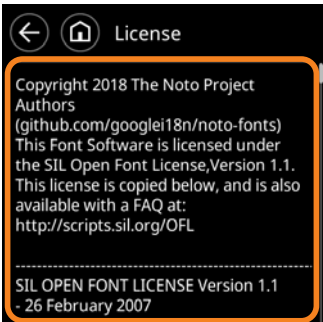 License
Copyright 2018 The Noto Project
Authors
(github.com/googlei18n/noto-fonts)
This Font Software is licensed under
the SIL Open Font License,Version 1.1.
This license is copied below, and is also
available with a FAQ at:
http://scripts.sil.org/OFL
-----------------------------------------------------------
SIL OPEN FONT LICENSE Version 1.1
- 26 February 2007